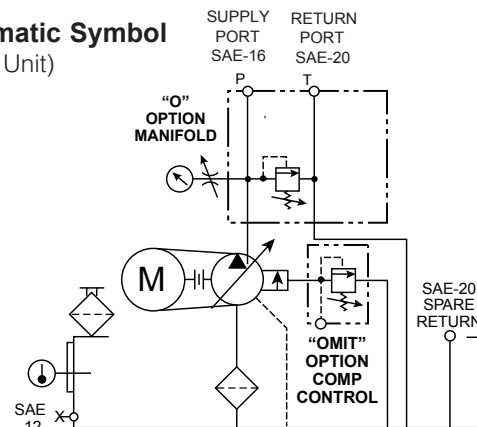 matic Symbol
Unit)
SUPPLY
PORT
SAE-16
RETURN
PORT
SAE-20
P
T
“O”
OPTION
MANIFOLD
M
“OMIT”
OPTION
COMP
CONTROL
SAE-20
SPARE
RETURN
SAE
12
X